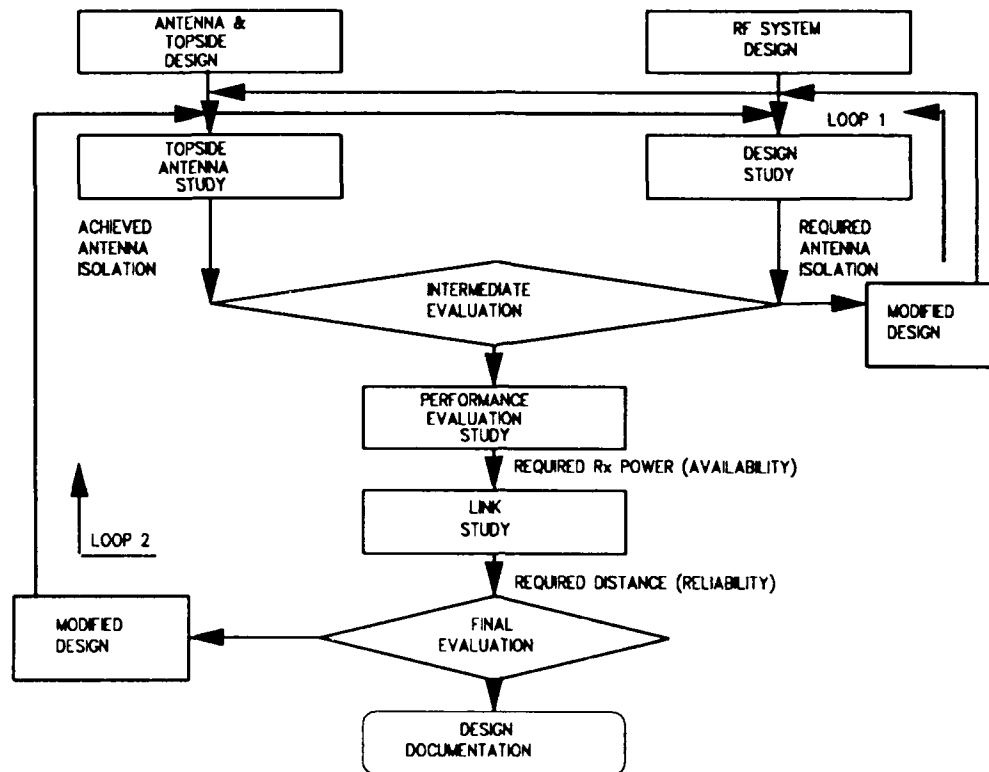 ANTENNA &
TOPSIDE
DESIGN
RF SYSTEM
DESIGN
LOOP 1
TOPSIDE
ANTENNA
STUDY
DESIGN
STUDY
ACHIEVED
ANTENNA
ISOLATION
REQUIRED
ANTENNA
ISOLATION
INTERMEDIATE
EVALUATION
MODIFIED
DESIGN
PERFORMANCE
EVALUATION
STUDY
REQUIRED Rx POWER (AVAILABILITY)
LINK
STUDY
LOOP 2
REQUIRED DISTANCE (RELIABILITY)
MODIFIED
DESIGN
FINAL
EVALUATION
DESIGN
DOCUMENTATION